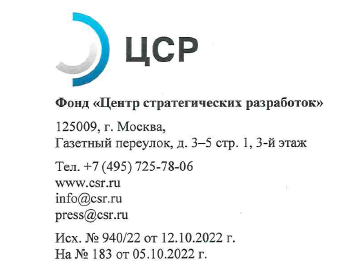 ЦСР
Фонд «Центр стратегических разработок»
125009, г. Москва,
Газетный переулок, д. 3–5 стр. 1, 3-й этаж
Тел. +7 (495) 725-78-06
www.csr.ru
info@csr.ru
press@csr.ru
Исх. № 940/22 от 12.10.2022 г.
На № 183 от 05.10.2022 г.